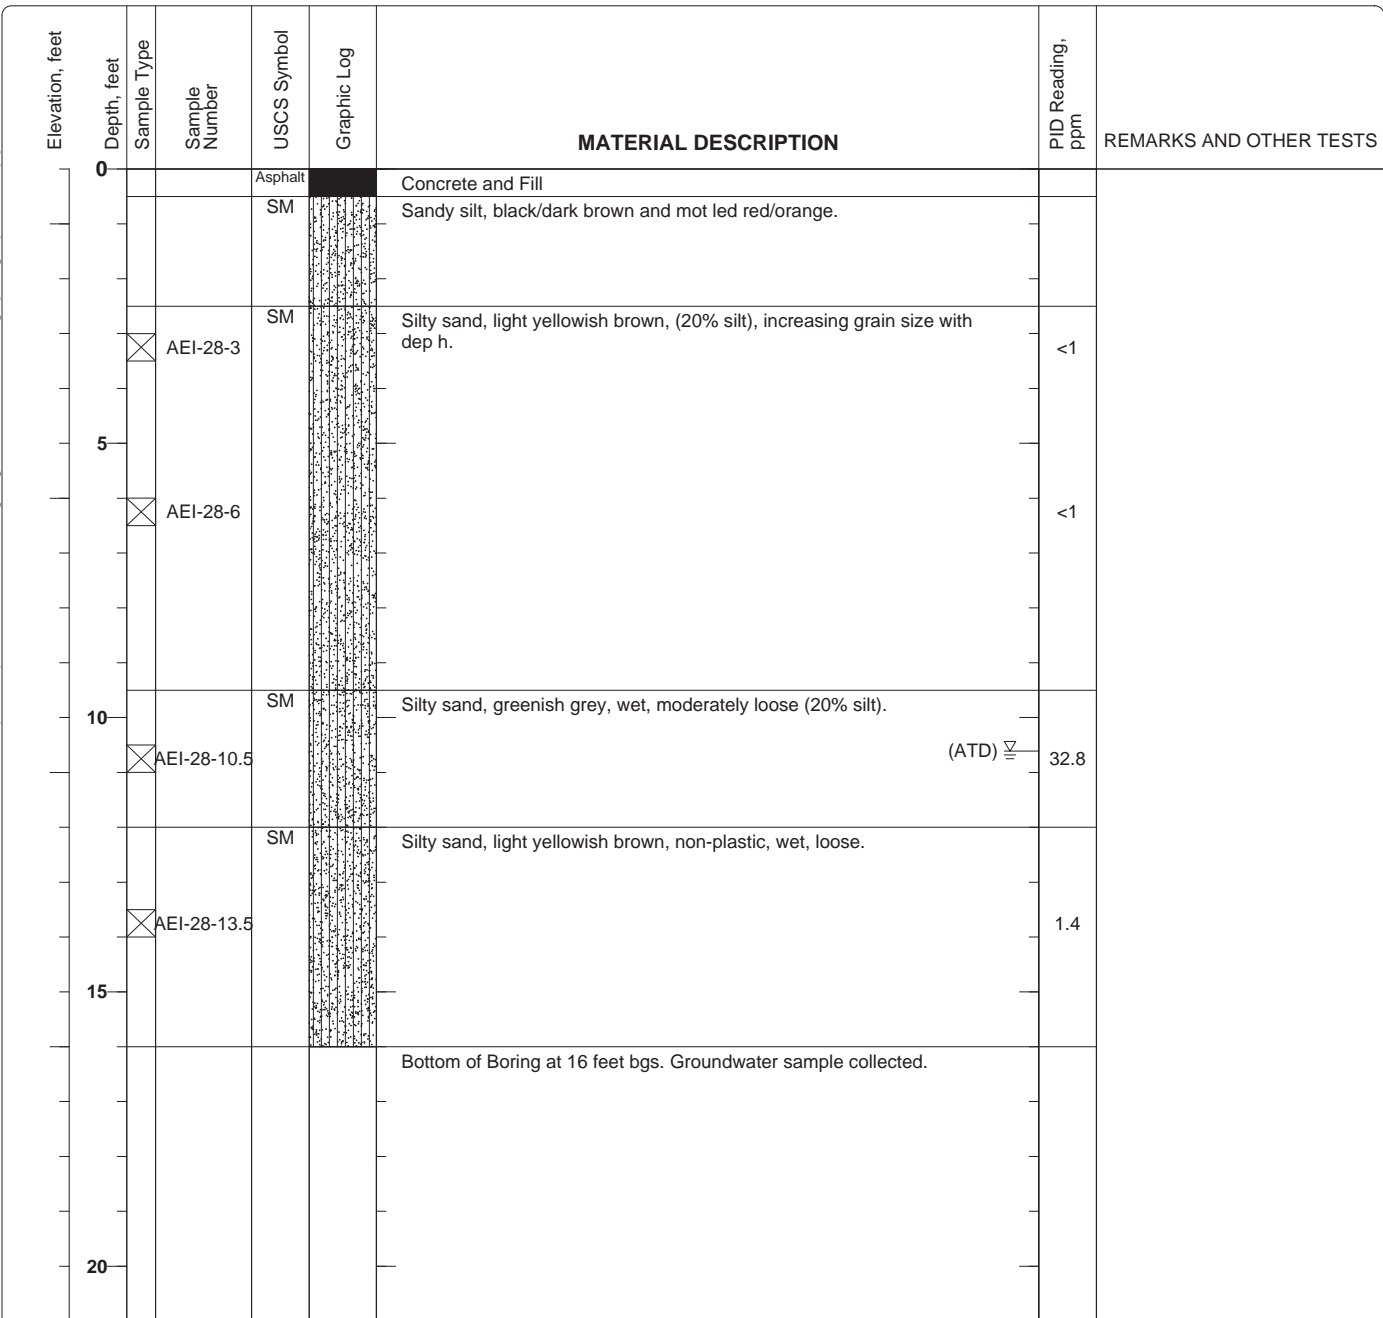 Elevation, feet
Depth, feet
Sample Type
Sample
Number
USCS Symbol
Graphic Log
MATERIAL DESCRIPTION
PID Reading,
ppm
REMARKS AND OTHER TESTS
0
Asphalt
Concrete and Fill
SM
Sandy silt, black/dark brown and mot led red/orange.
SM
Silty sand, light yellowish brown, (20% silt), increasing grain size with
dep h.
AEI-28-3
<1
5
AEI-28-6
<1
SM
Silty sand, greenish grey, wet, moderately loose (20% silt).
10
(ATD)
AEI-28-10.5
32.8
SM
Silty sand, light yellowish brown, non-plastic, wet, loose.
AEI-28-13.5
1.4
15
Bottom of Boring at 16 feet bgs. Groundwater sample collected.
20